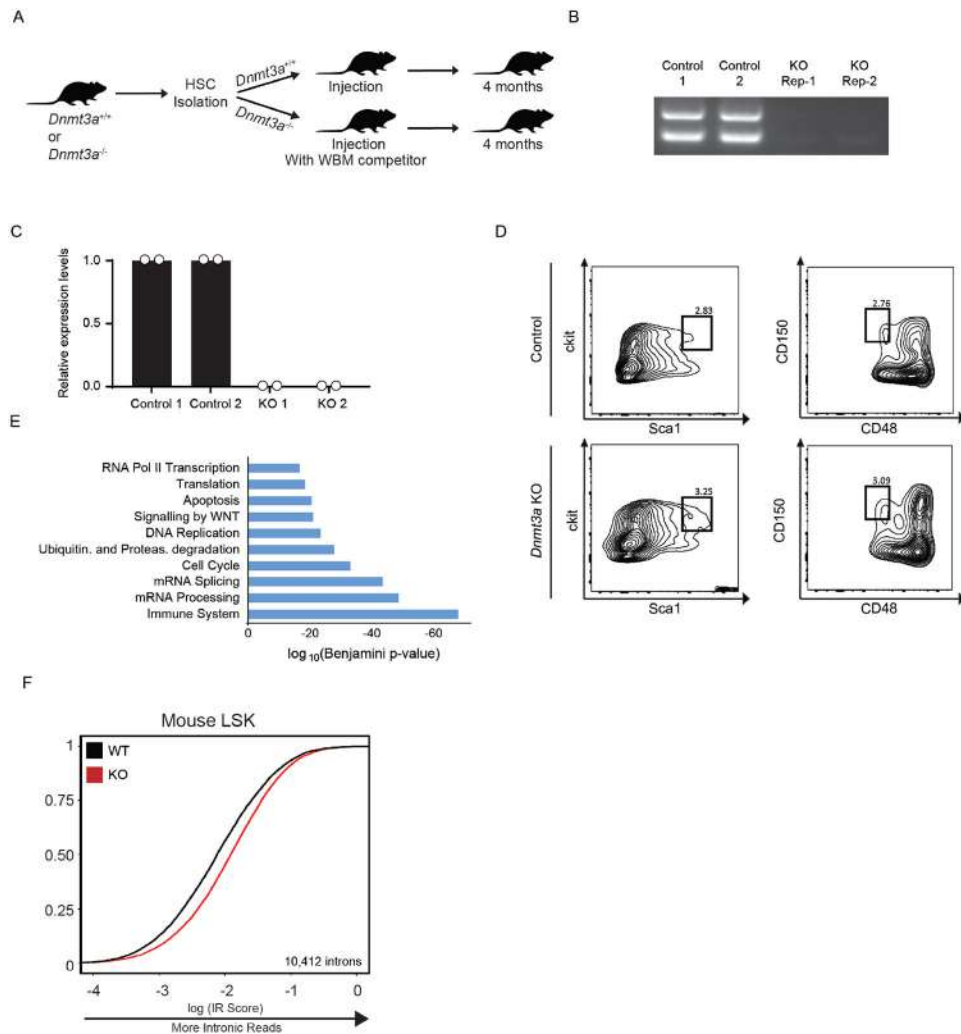 A
Dnmt3a+/+
or
Dnmt3a-/-
HSC
Isolation
Dnmt3a+/+
Dnmt3a-/-
Injection
4 months
Injection
With WBM competitor
4 months
B
Control
1
Control
2
KO
Rep-1
KO
Rep-2
C
Relative expression levels
1.0
0.5
0.0
Control 1
Control 2
KO 1
KO 2
D
Control
ckit
2.83
Sca1
CD150
2.76
CD48
Dnmt3a KO
ckit
3.25
Sca1
CD150
3.09
CD48
E
RNA Pol II Transcription
Translation
Apoptosis
Signalling by WNT
DNA Replication
Ubiquitin. and Proteas. degradation
Cell Cycle
mRNA Splicing
mRNA Processing
Immune System
0 -20 -40 -60
log10(Benjamini p-value)
F
Mouse LSK
WT
KO
1
0.75
0.50
0.25
0
10,412 introns
-4 -3 -2 -1 0
log (IR Score)
More Intronic Reads